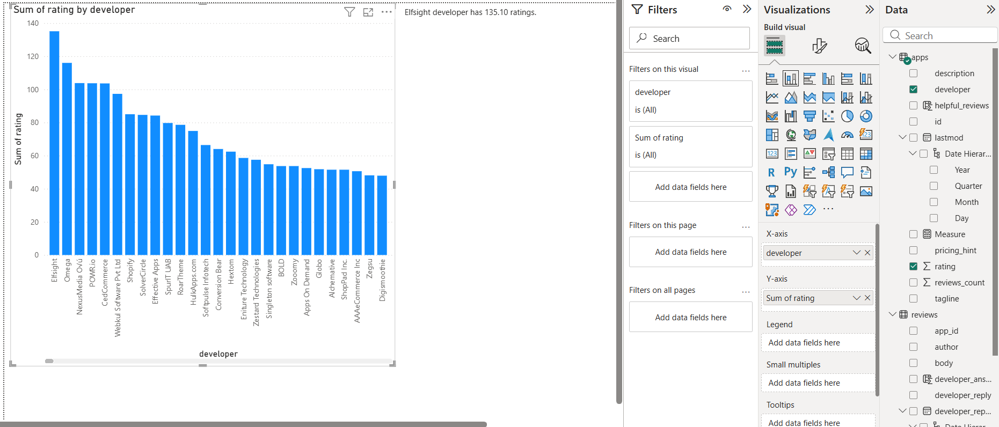 Sum of rating by developer
Elfsight developer has 135.10 ratings.
140
120
100
80
60
40
20
0
Sum of rating
Elfsight
Omega
NexusMedia OvÚ
POWR.io
CedCommerce
Webkul Software Pvt Ltd
Shopify
SolverCircle
Effective Apps
SpurIT UAB
RoarTheme
HulkApps.com
Softpulse Infotech
Conversion Bear
Hextom
Eniture Technology
Zestard Technologies
Singleton software
BOLD
Zooomy
Apps On Demand
Globo
Alchemative
ShopPad Inc.
AAAeCommerce Inc
Zegsu
Digismoothie
developer
Filters
Search
Filters on this visual
...
developer
is (All)
Sum of rating
is (All)
Add data fields here
Filters on this page
...
Add data fields here
Filters on all pages
...
Add data fields here
Visualizations
Build visual
123
123
R
Py
...
X-axis
developer
Y-axis
Sum of rating
Legend
Add data fields here
Small multiples
Add data fields here
Tooltips
Add data fields here
Data
Search
apps
description
developer
helpful_reviews
id
lastmod
Date Hierar...
Year
Quarter
Month
Day
Measure
pricing_hint
rating
reviews_count
tagline
reviews
app_id
author
body
developer_ans...
developer_reply
developer_rep...
Date Hierar